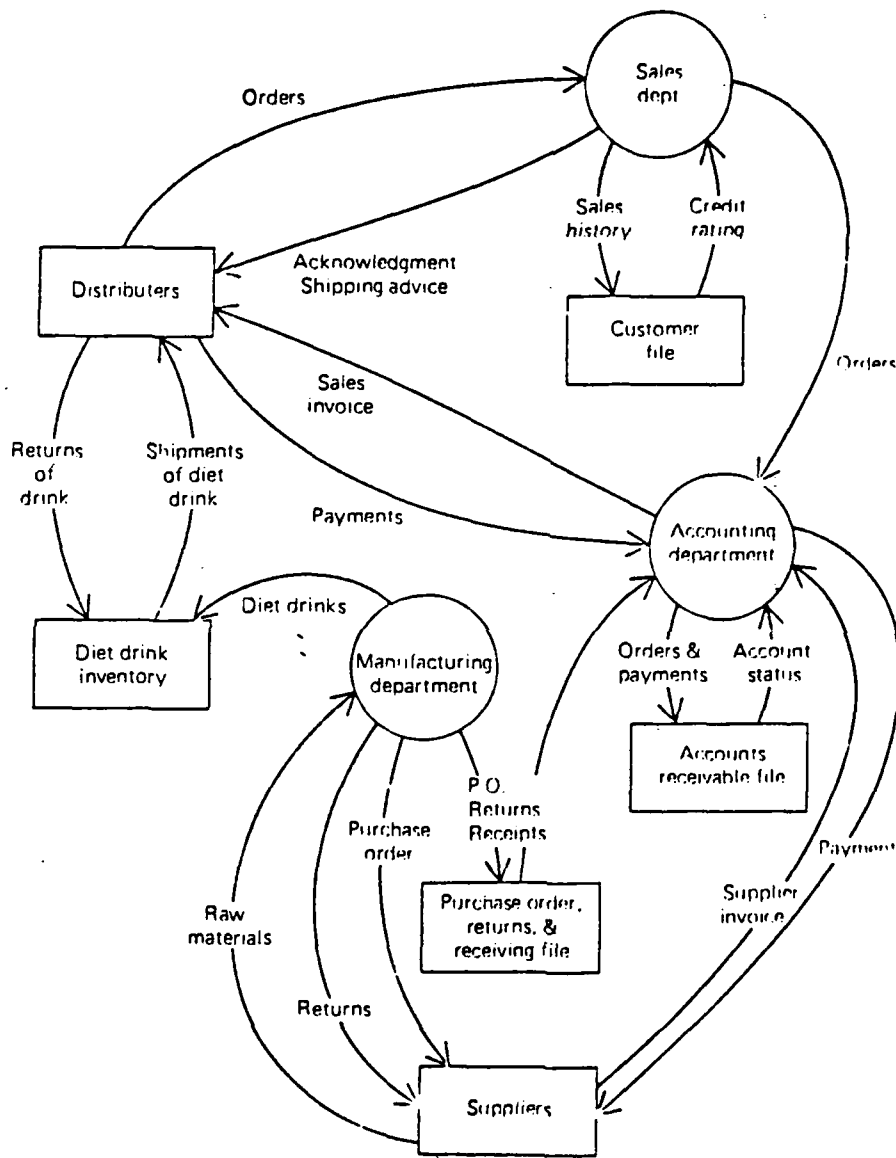 Sales
dept
Orders
Sales
history
Credit
rating
Acknowledgment
Shipping advice
Distributers
Customer
file
Orders
Sales
invoice
Returns
of
drink
Shipments
of diet
drink
Payments
Accounting
department
Diet drinks
Diet drink
inventory
Manufacturing
department
Orders &
payments
Account
status
Accounts
receivable file
P.O.
Returns
Receipts
Purchase
order
Payment
Supplier
invoice
Raw
materials
Purchase order,
returns, &
receiving file
Returns
Suppliers